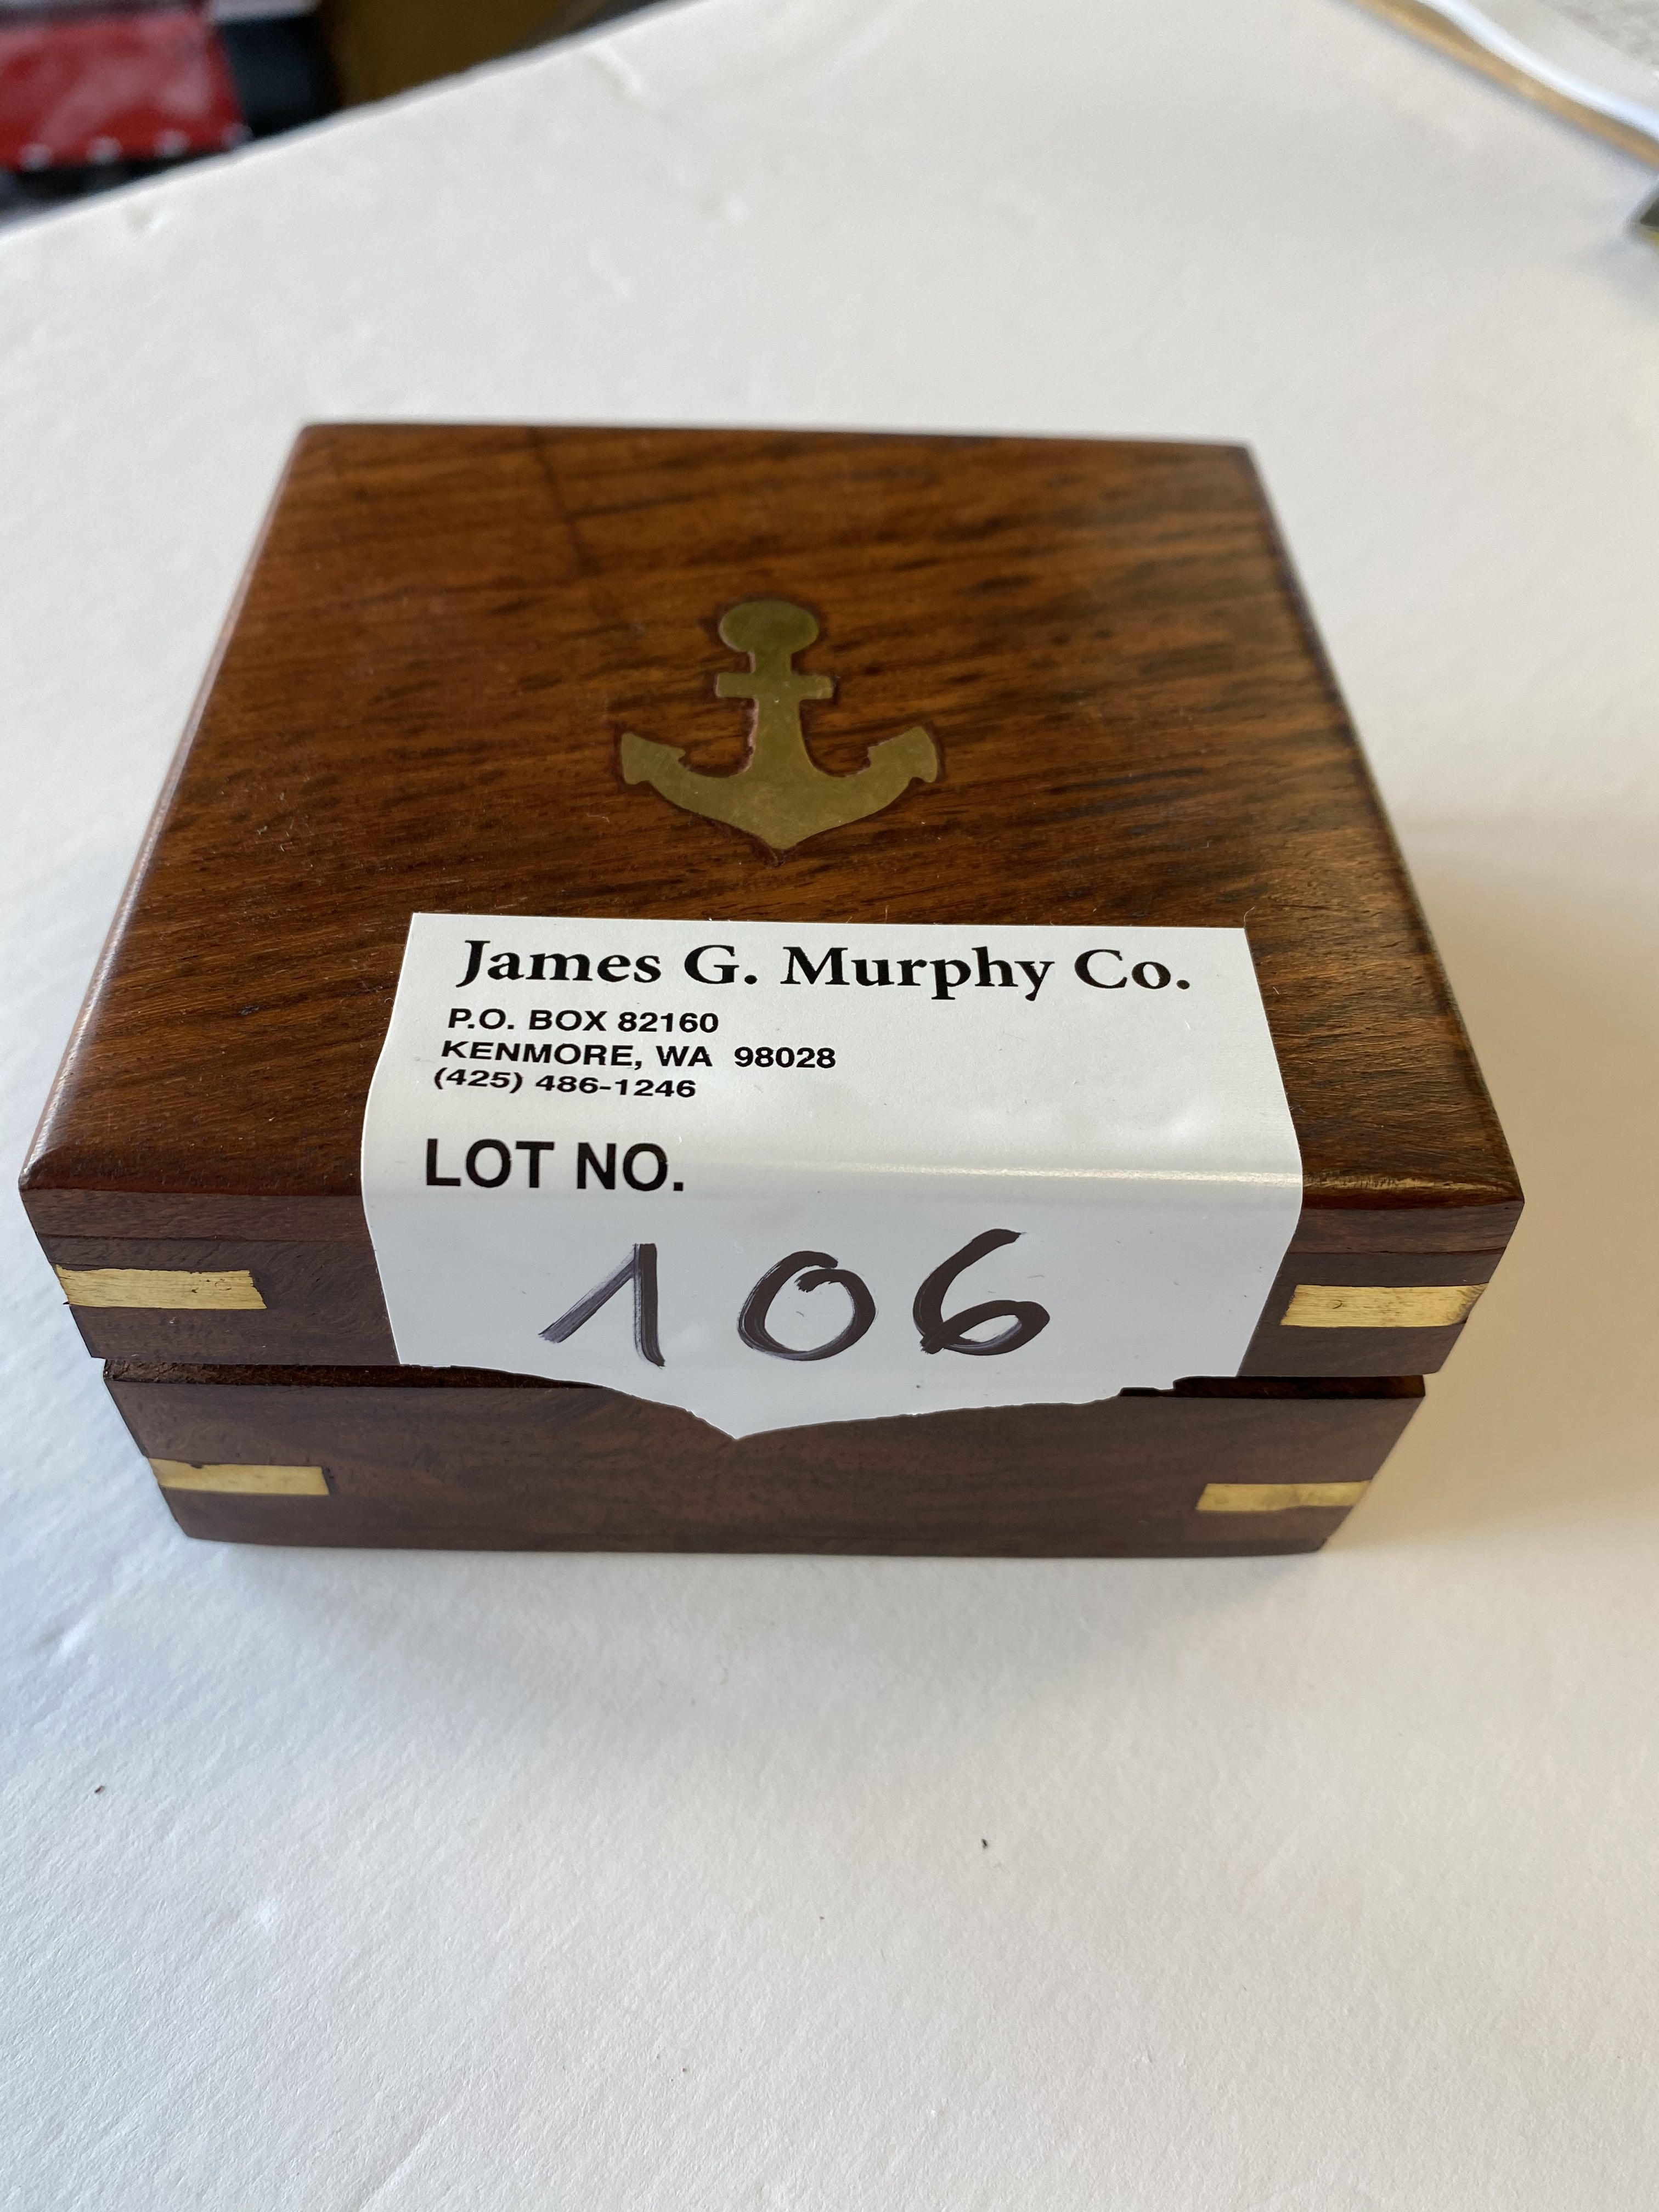 James G. Murphy Co.
P.O. BOX 82160
KENMORE, WA 98028
(425) 486-1246
LOT NO.
106